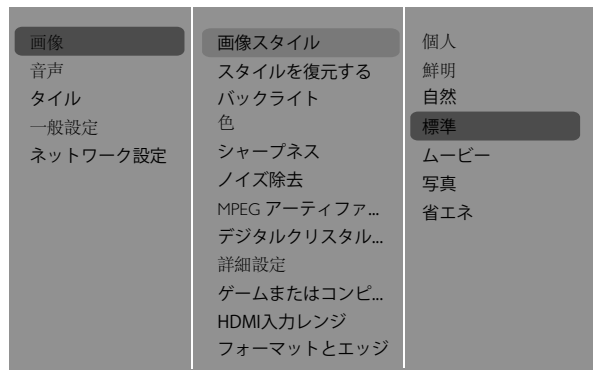 画像
音声
タイル
一般設定
ネットワーク設定
画像スタイル
スタイルを復元する
バックライト
色
シャープネス
ノイズ除去
MPEG アーティファ...
デジタルクリスタル...
詳細設定
ゲームまたはコンピ...
HDMI入力レンジ
フォーマットとエッジ
個人
鮮明
自然
標準
ムービー
写真
省エネ